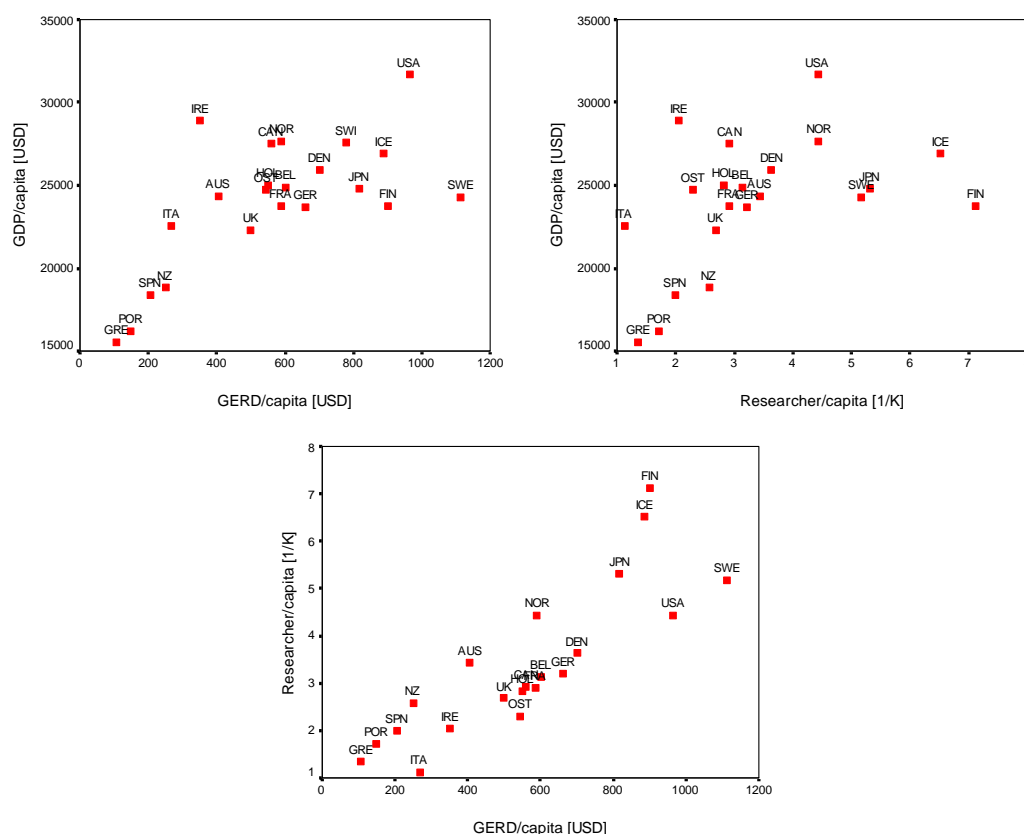 35000
30000
25000
20000
15000
GDP/capita [USD]
USA
IRE
CAN
NOR
SWI
ICE
DEN
HOL
OST
BEL
JPN
AUS
FRA
GER
FIN
SWE
ITA
UK
SPN
NZ
POR
GRE
0
200
400
600
800
1000
1200
GERD/capita [USD]
35000
30000
25000
20000
15000
GDP/capita [USD]
USA
IRE
CAN
NOR
ICE
DEN
HOL
BEL
JPN
OST
AUS
SWE
FRA
GER
FIN
ITA
UK
SPN
NZ
POR
GRE
1
2
3
4
5
6
7
Researcher/capita [1/K]
8
7
6
5
4
3
2
1
Researcher/capita [1/K]
FIN
ICE
JPN
SWE
NOR
USA
AUS
DEN
BEL
GER
HOL
UK
NZ
OST
SPN
IRE
POR
GRE
ITA
0
200
400
600
800
1000
1200
GERD/capita [USD]